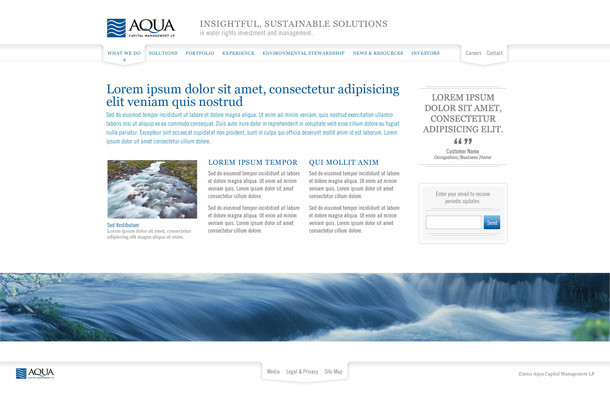 AQUA
CAPITAL MANAGEMENT LP
INSIGHTFUL, SUSTAINABLE SOLUTIONS
in water rights investment and management.
WHAT WE DO SOLUTIONS PORTFOLIO EXPERIENCE ENVIRONMENTAL STEWARDSHIP NEWS & RESOURCES INVESTORS Careers Contact
Lorem ipsum dolor sit amet, consectetur adipisicing
elit veniam quis nostrud
Sed do eiusmod tempor incididunt ut labore et dolore magna aliqua. Ut enim ad minim veniam, quis nostrud exercitation ullamco
laboris nisi ut aliquip ex ea commodo consequat. Duis aute irure dolor in reprehenderit in voluptate velit esse cillum dolore eu fugiat
nulla pariatur. Excepteur sint occaecat cupidatat non proident, sunt in culpa qui officia deserunt mollit anim id est laborum. Lorem
ipsum dolor sit amet, consectetur cillum dolore.
Sed Vestibulum
Lorem ipsum dolor sit amet, consectetur
adipisicing elit magna aliqua ut enim.
LOREM IPSUM TEMPOR
Sed do eiusmod tempor incididunt ut labore
et dolore magna aliqua. Ut enim ad minim
veniam quis. Lorem ipsum dolor sit amet,
consectetur cillum dolore.
Sed do eiusmod tempor incididunt ut labore
et dolore magna aliqua. Ut enim ad minim
veniam quis. Lorem ipsum dolor sit amet,
consectetur cillum dolore.
QUI MOLLIT ANIM
Sed do eiusmod tempor incididunt ut labore
et dolore magna aliqua. Ut enim ad minim
veniam quis. Lorem ipsum dolor sit amet,
consectetur cillum dolore.
Sed do eiusmod tempor incididunt ut labore
et dolore magna aliqua. Ut enim ad minim
veniam quis. Lorem ipsum dolor sit amet,
consectetur cillum dolore.
LOREM IPSUM
DOLOR SIT AMET,
CONSECTETUR
ADIPISICING ELIT.
Customer Name
Occupation/Business Name
Enter your email to recieve
periodic updates.
Send
AQUA
CAPITAL MANAGEMENT LP
Media Legal & Privacy Site Map
©2010 Aqua Capital Management LP